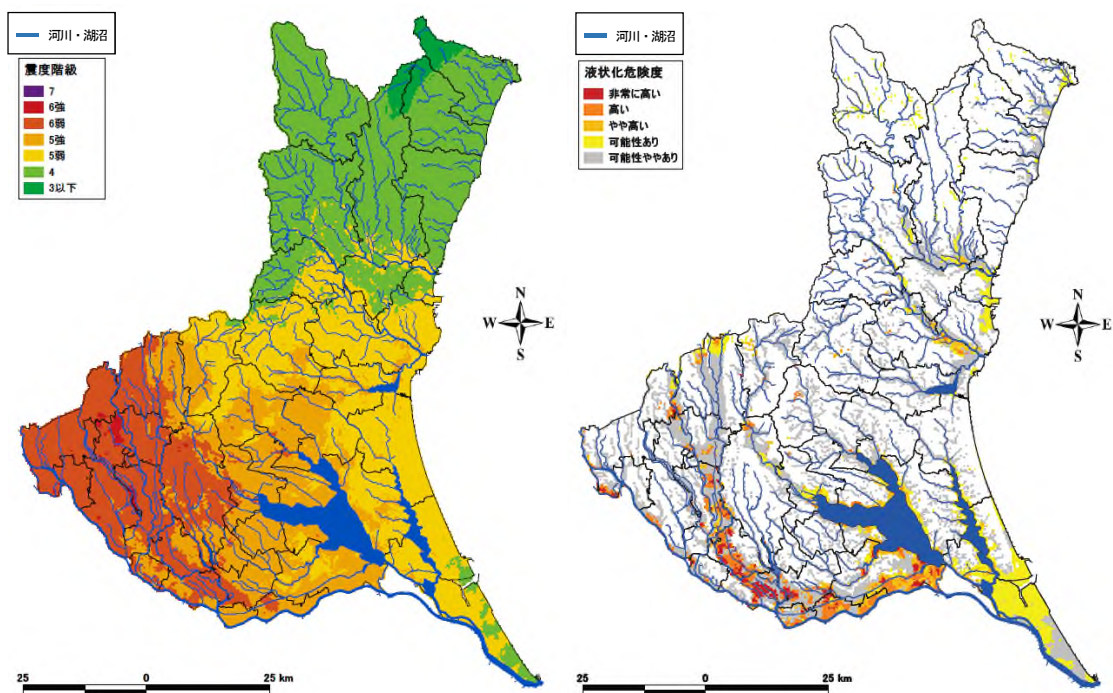 河川・湖沼
震度階級
7
6強
6弱
5強
5弱
4
3以下
N
W E
S
25 0 25 km
河川・湖沼
液状化危険度
非常に高い
高い
やや高い
可能性あり
可能性ややあり
N
W E
S
25 0 25 km